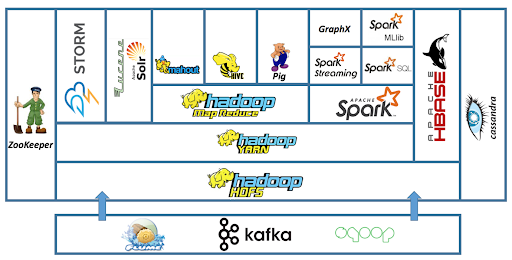 ZooKeeper
STORM
Lucene
Apache
Solr
mahout
HIVE
Pig
GraphX
Spark
MLlib
Spark
Streaming
Spark SQL
hadoop
Map Reduce
APACHE
Spark
APACHE
HBASE
cassandra
hadoop
YARN
hadoop
HDFS
flume
kafka
sqoop